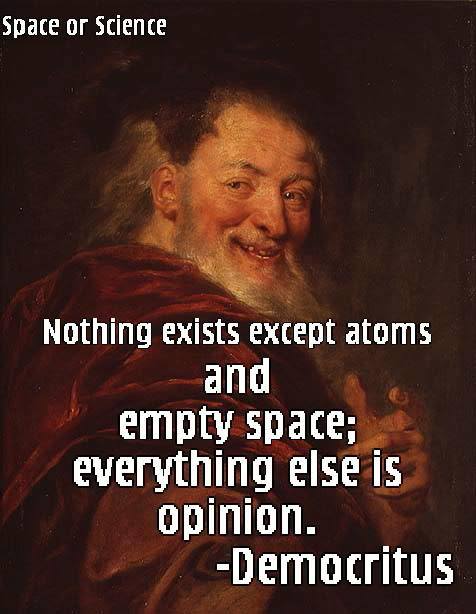 Space or Science
Nothing exists except atoms
and
empty space;
everything else is
opinion.
-Democritus